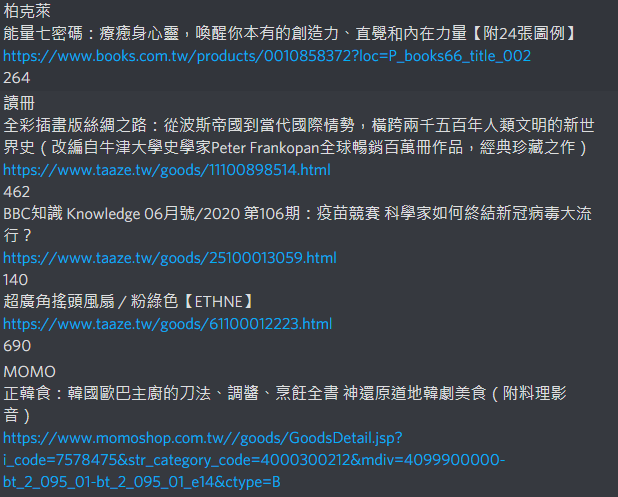 柏克萊
能量七密碼：療癒身心靈，喚醒你本有的創造力、直覺和內在力量【附24張圖例】
https://www.books.com.tw/products/0010858372?loc=P_books66_title_002
264
讀冊
全彩插畫版絲綢之路：從波斯帝國到當代國際情勢，橫跨兩千五百年人類文明的新世
界史（改編自牛津大學史學家Peter Frankopan全球暢銷百萬冊作品，經典珍藏之作）
https://www.taaze.tw/goods/11100898514.html
462
BBC知識 Knowledge 06月號/2020 第106期：疫苗競賽 科學家如何終結新冠病毒大流
行？
https://www.taaze.tw/goods/25100013059.html
140
超廣角搖頭風扇 / 粉綠色【ETHNE】
https://www.taaze.tw/goods/61100012223.html
690
MOMO
正韓食：韓國歐巴主廚的刀法、調醬、烹飪全書 神還原道地韓劇美食（附料理影
音）
https://www.momoshop.com.tw//goods/GoodsDetail.jsp?
i_code=7578475&str_category_code=4000300212&mdiv=4099900000-
bt_2_095_01-bt_2_095_01_e14&ctype=B